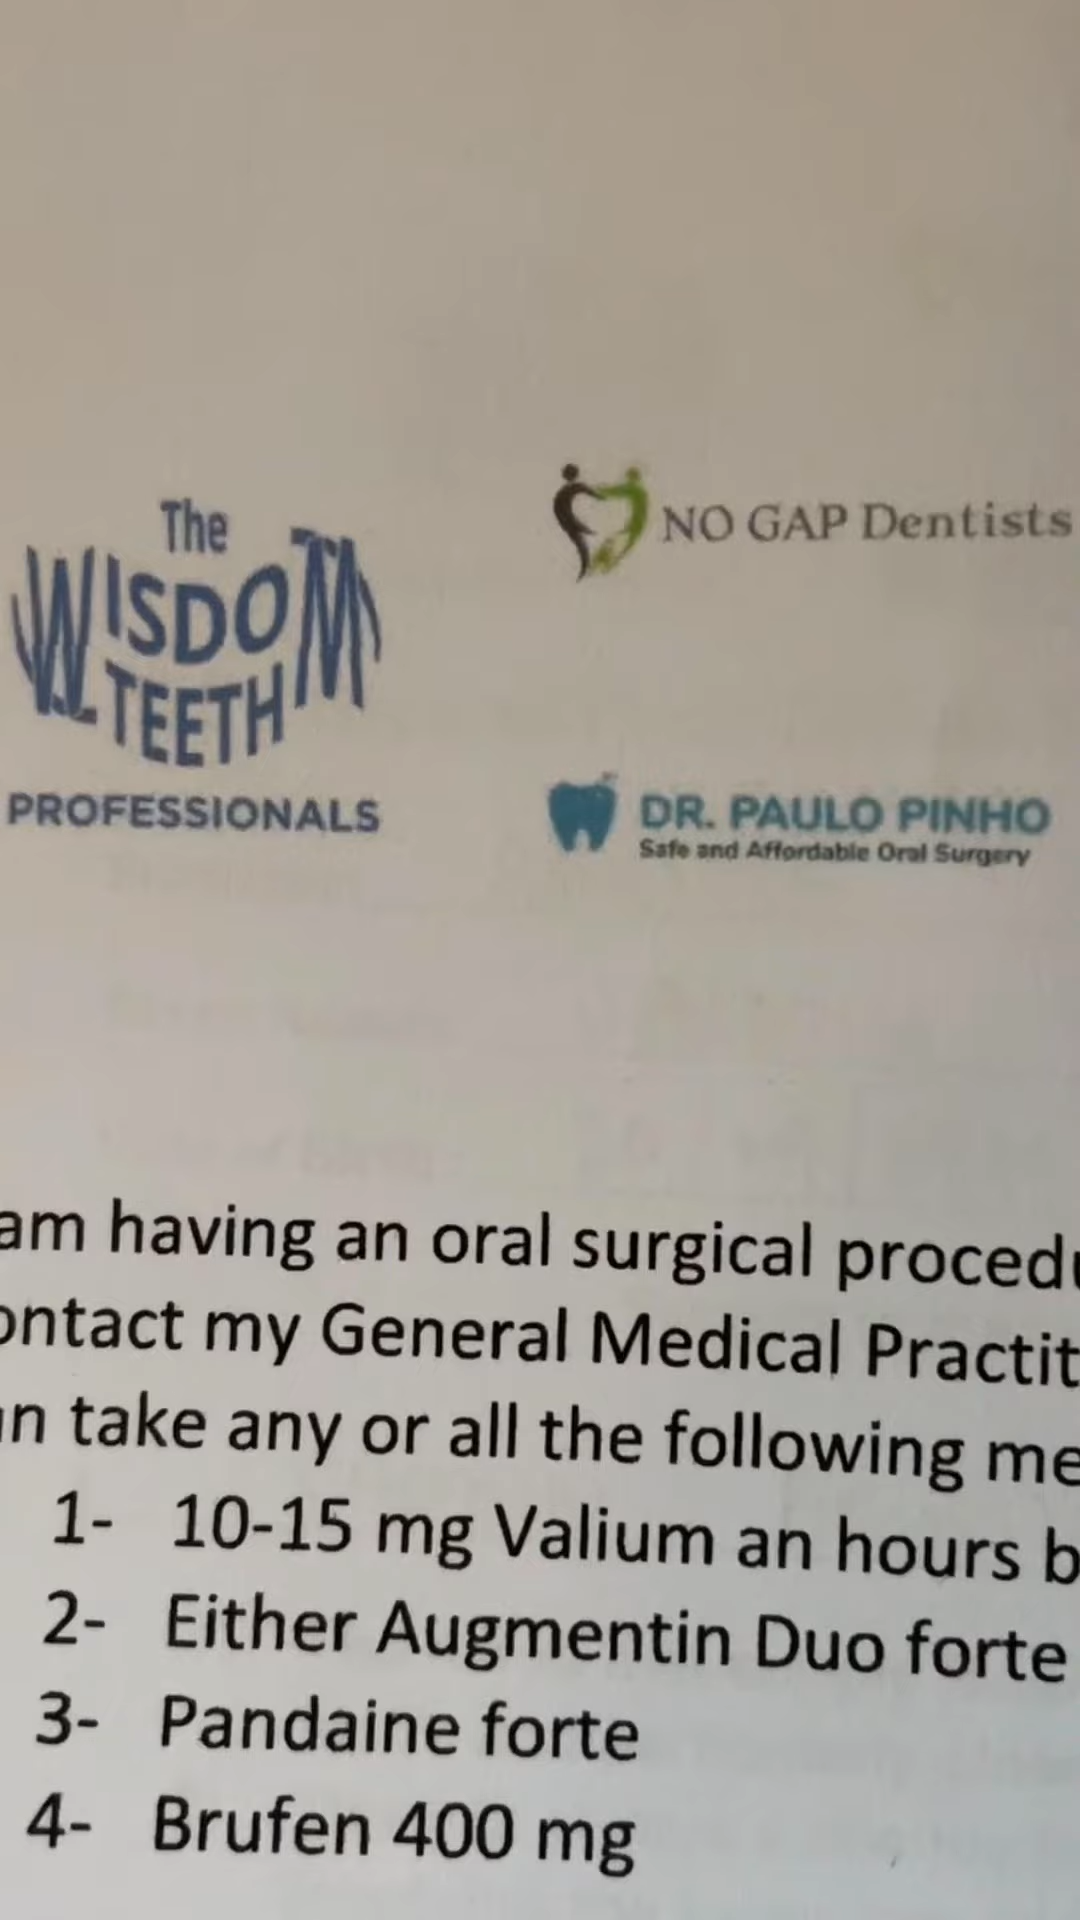 The
WISDOM
TEETH
PROFESSIONALS
NO GAP Dentists
DR. PAULO PINHO
Safe and Affordable Oral Surgery
am having an oral surgical procedu
ontact my General Medical Practit
n take any or all the following me
1- 10-15 mg Valium an hours b
2- Either Augmentin Duo forte
3- Pandaine forte
4- Brufen 400 mg